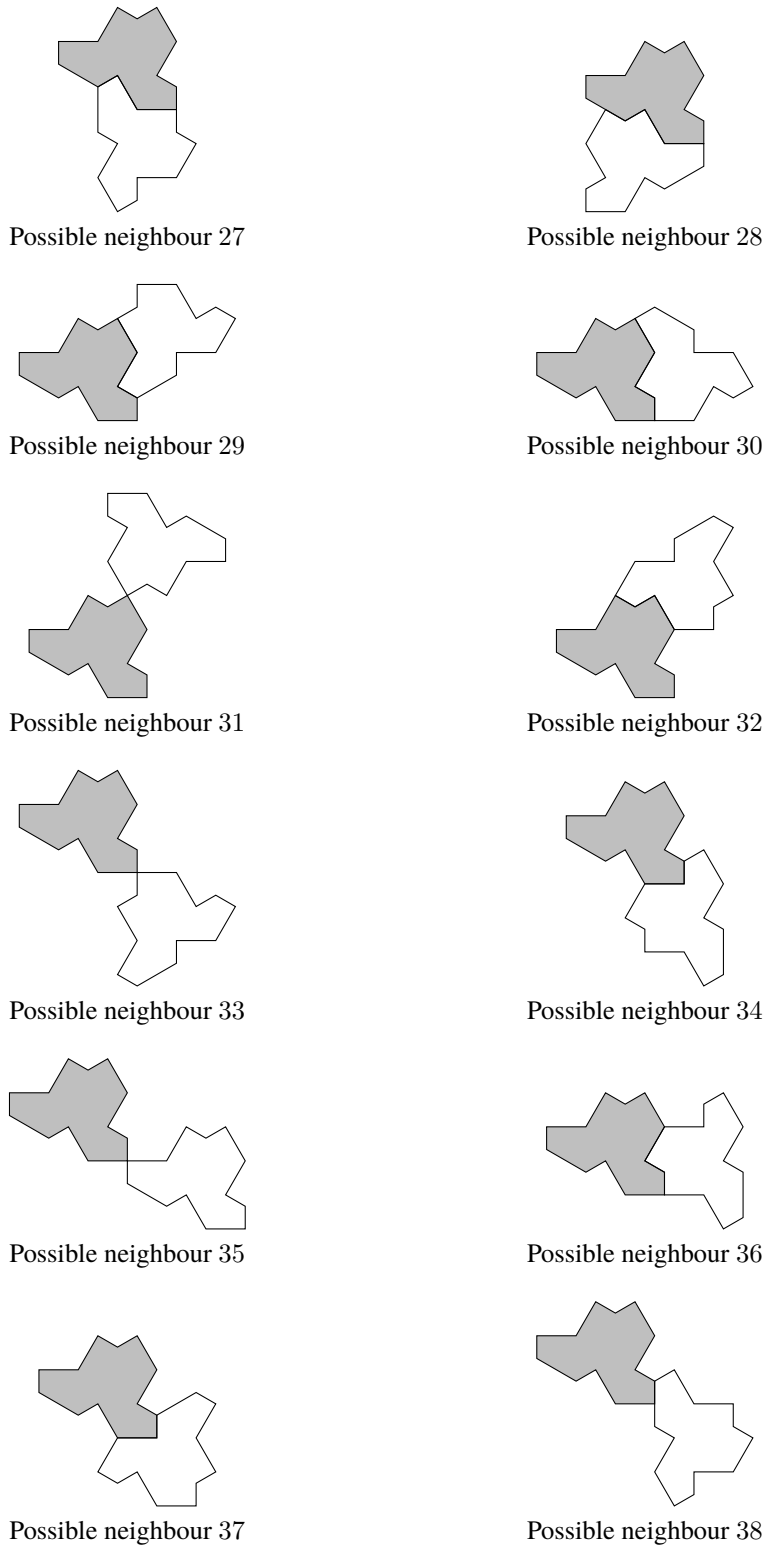 Possible neighbour 27
Possible neighbour 28
Possible neighbour 29
Possible neighbour 30
Possible neighbour 31
Possible neighbour 32
Possible neighbour 33
Possible neighbour 34
Possible neighbour 35
Possible neighbour 36
Possible neighbour 37
Possible neighbour 38